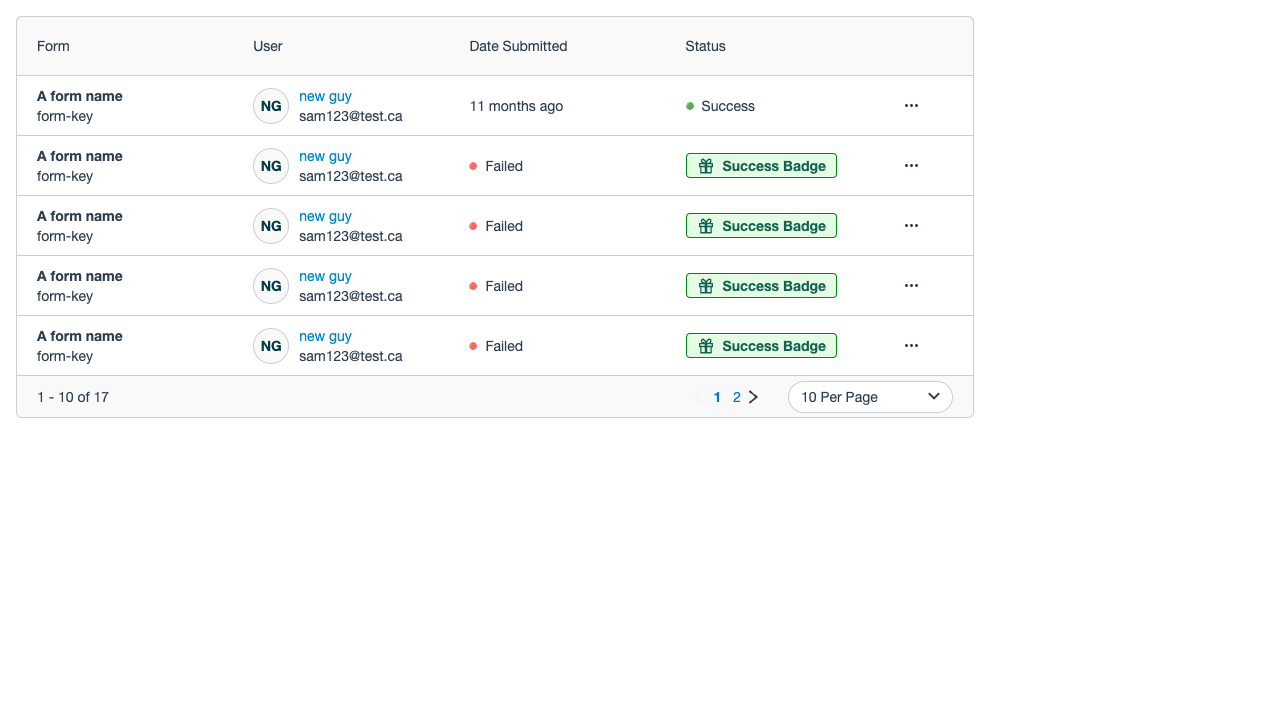 Form User Date Submitted Status
A form name
form-key
NG
new guy
sam123@test.ca
11 months ago
Success
A form name
form-key
NG
new guy
sam123@test.ca
Failed
Success Badge
A form name
form-key
NG
new guy
sam123@test.ca
Failed
Success Badge
A form name
form-key
NG
new guy
sam123@test.ca
Failed
Success Badge
A form name
form-key
NG
new guy
sam123@test.ca
Failed
Success Badge
1 - 10 of 17
1 2
10 Per Page